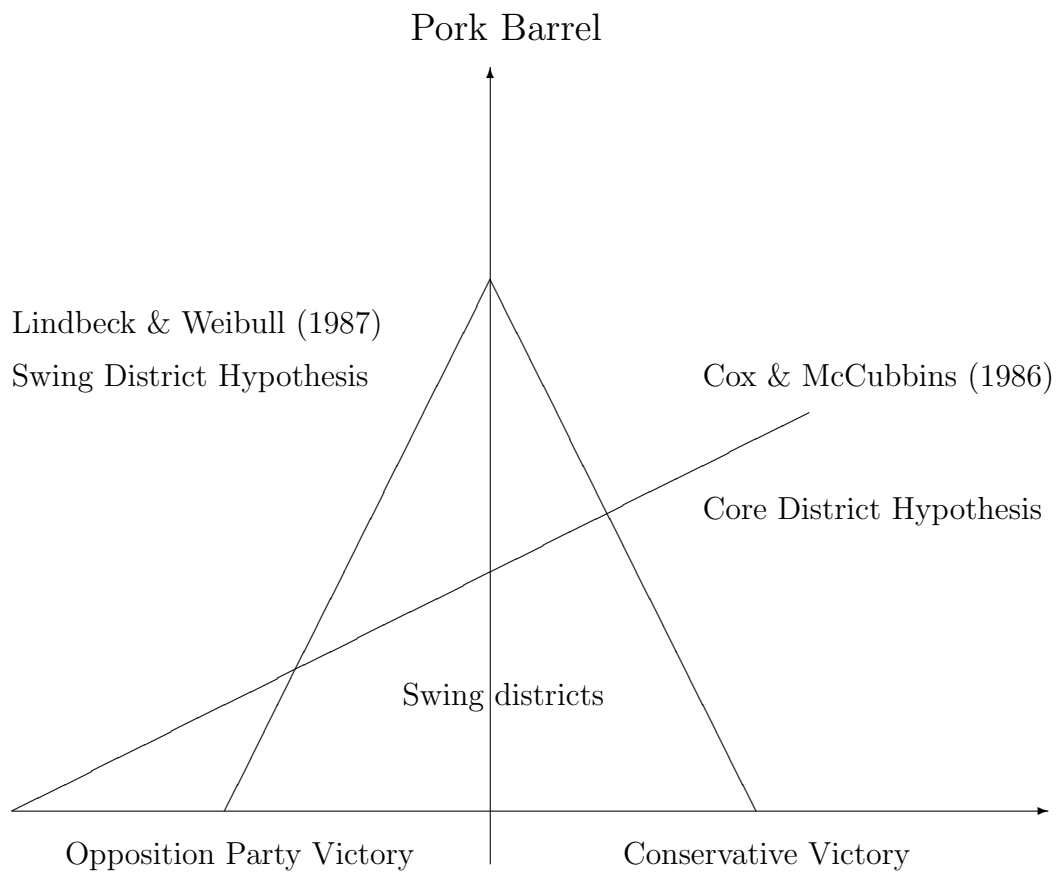 Pork Barrel
Lindbeck & Weibull (1987)
Swing District Hypothesis
Cox & McCubbins (1986)
Core District Hypothesis
Swing districts
Opposition Party Victory
Conservative Victory